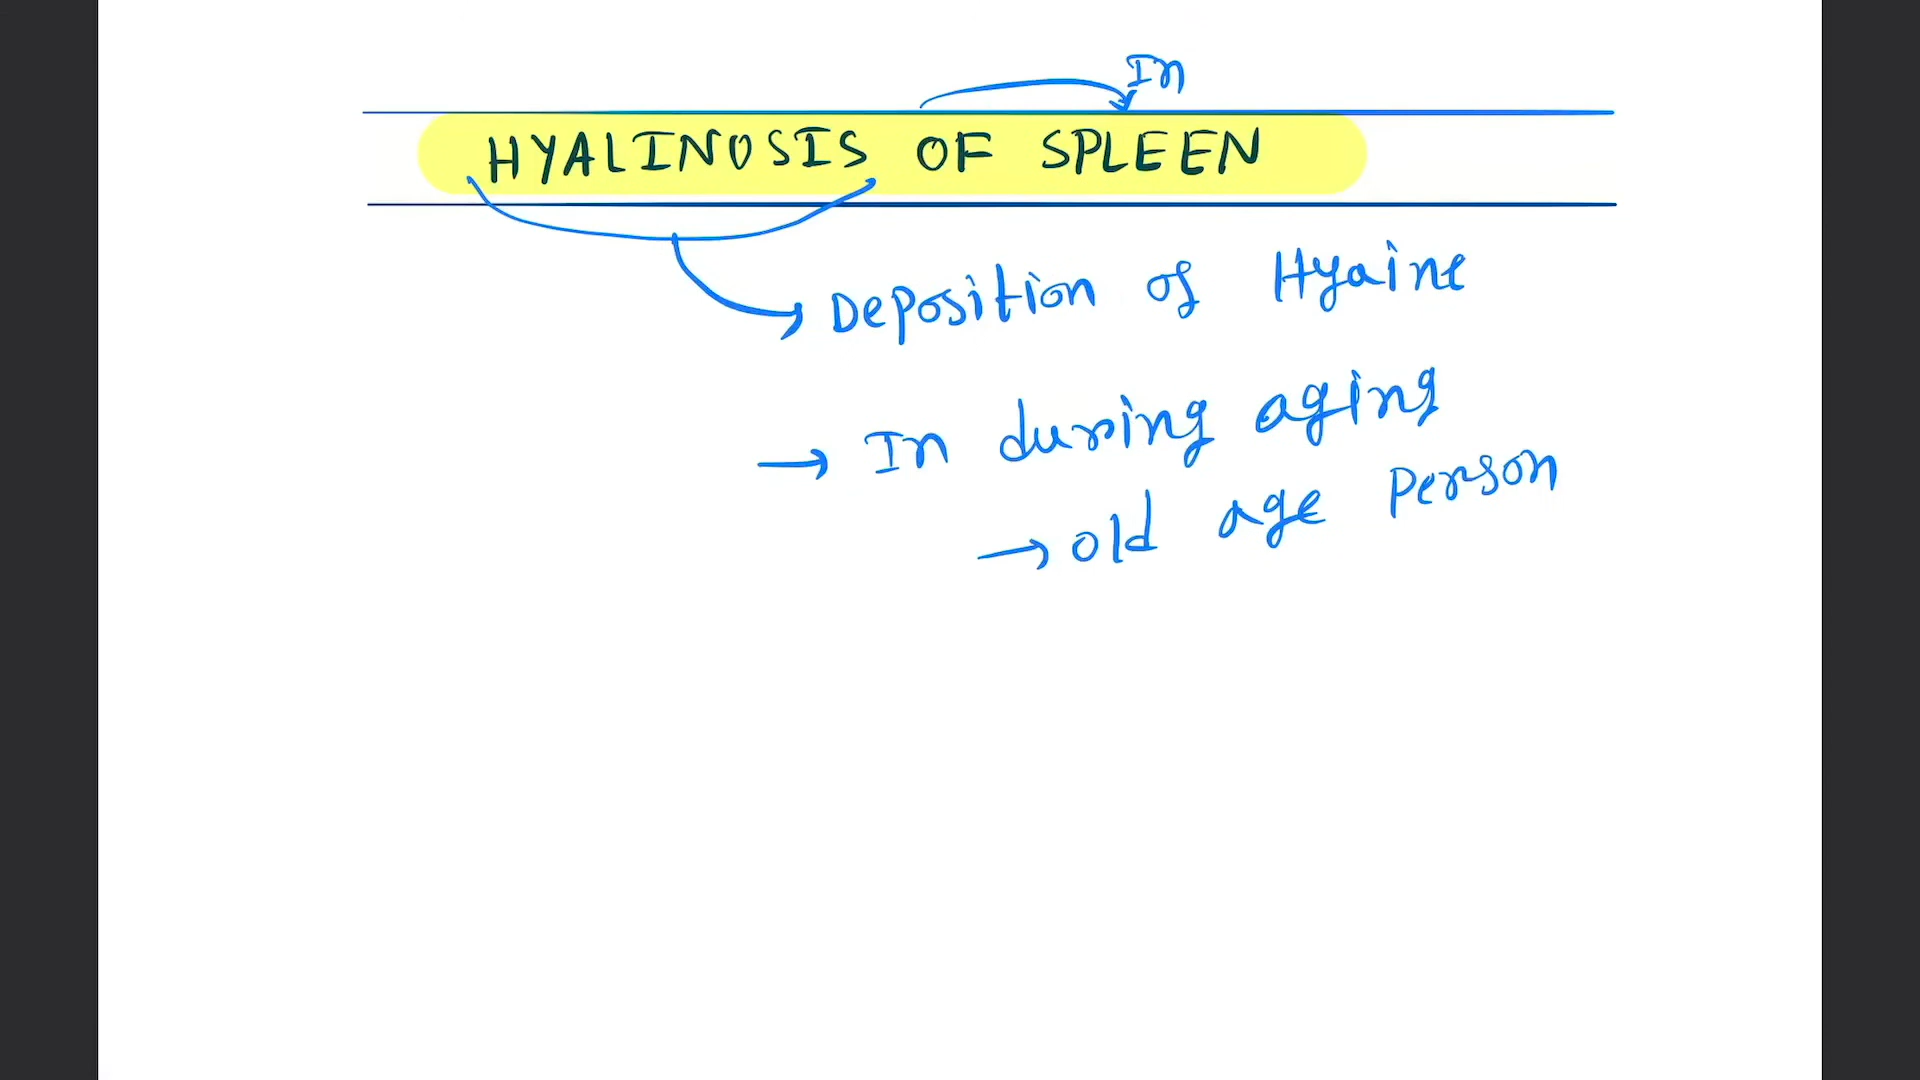 In
HYALINOSIS OF SPLEEN
→ Deposition of Hyaine
→ In during aging
→ old age person